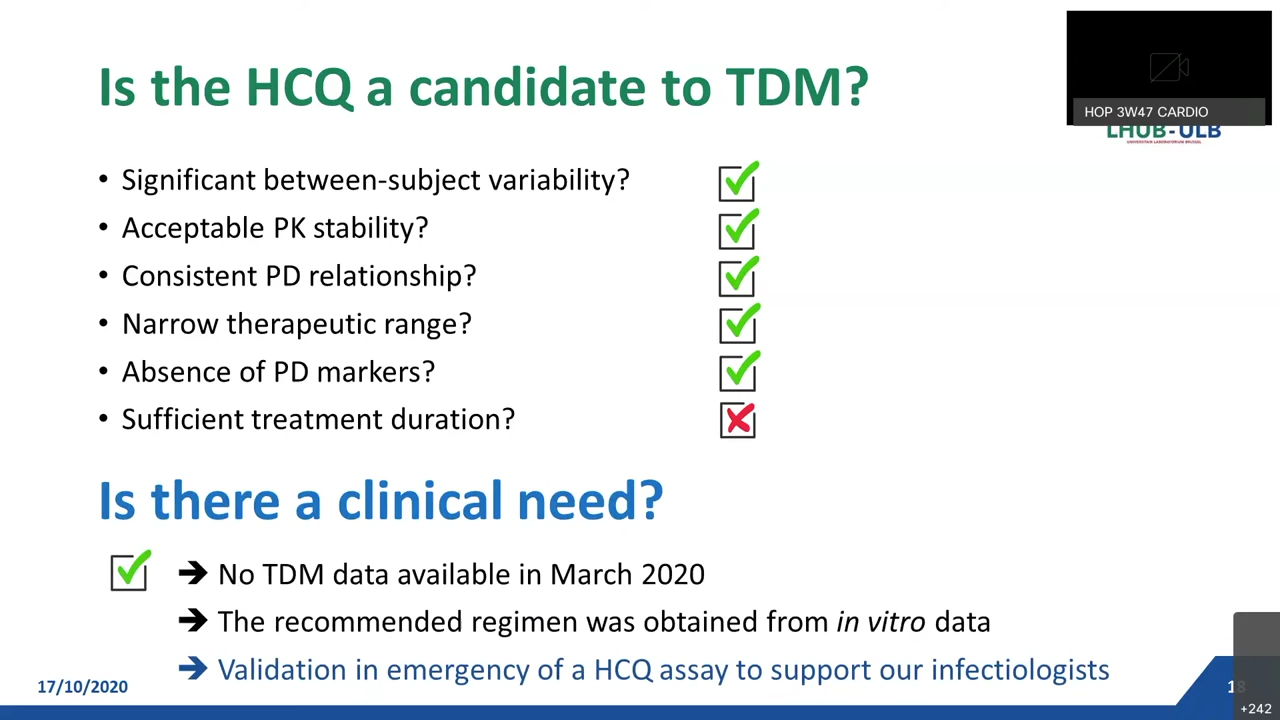 Is the HCQ a candidate to TDM?
HOP 3W47 CARDIO
LHUB-ULB
UNIVERSITAIR LABORATORIUM BRUSSEL
• Significant between-subject variability?
• Acceptable PK stability?
• Consistent PD relationship?
• Narrow therapeutic range?
• Absence of PD markers?
• Sufficient treatment duration?
Is there a clinical need?
➔ No TDM data available in March 2020
➔ The recommended regimen was obtained from in vitro data
➔ Validation in emergency of a HCQ assay to support our infectiologists
17/10/2020
18
+242